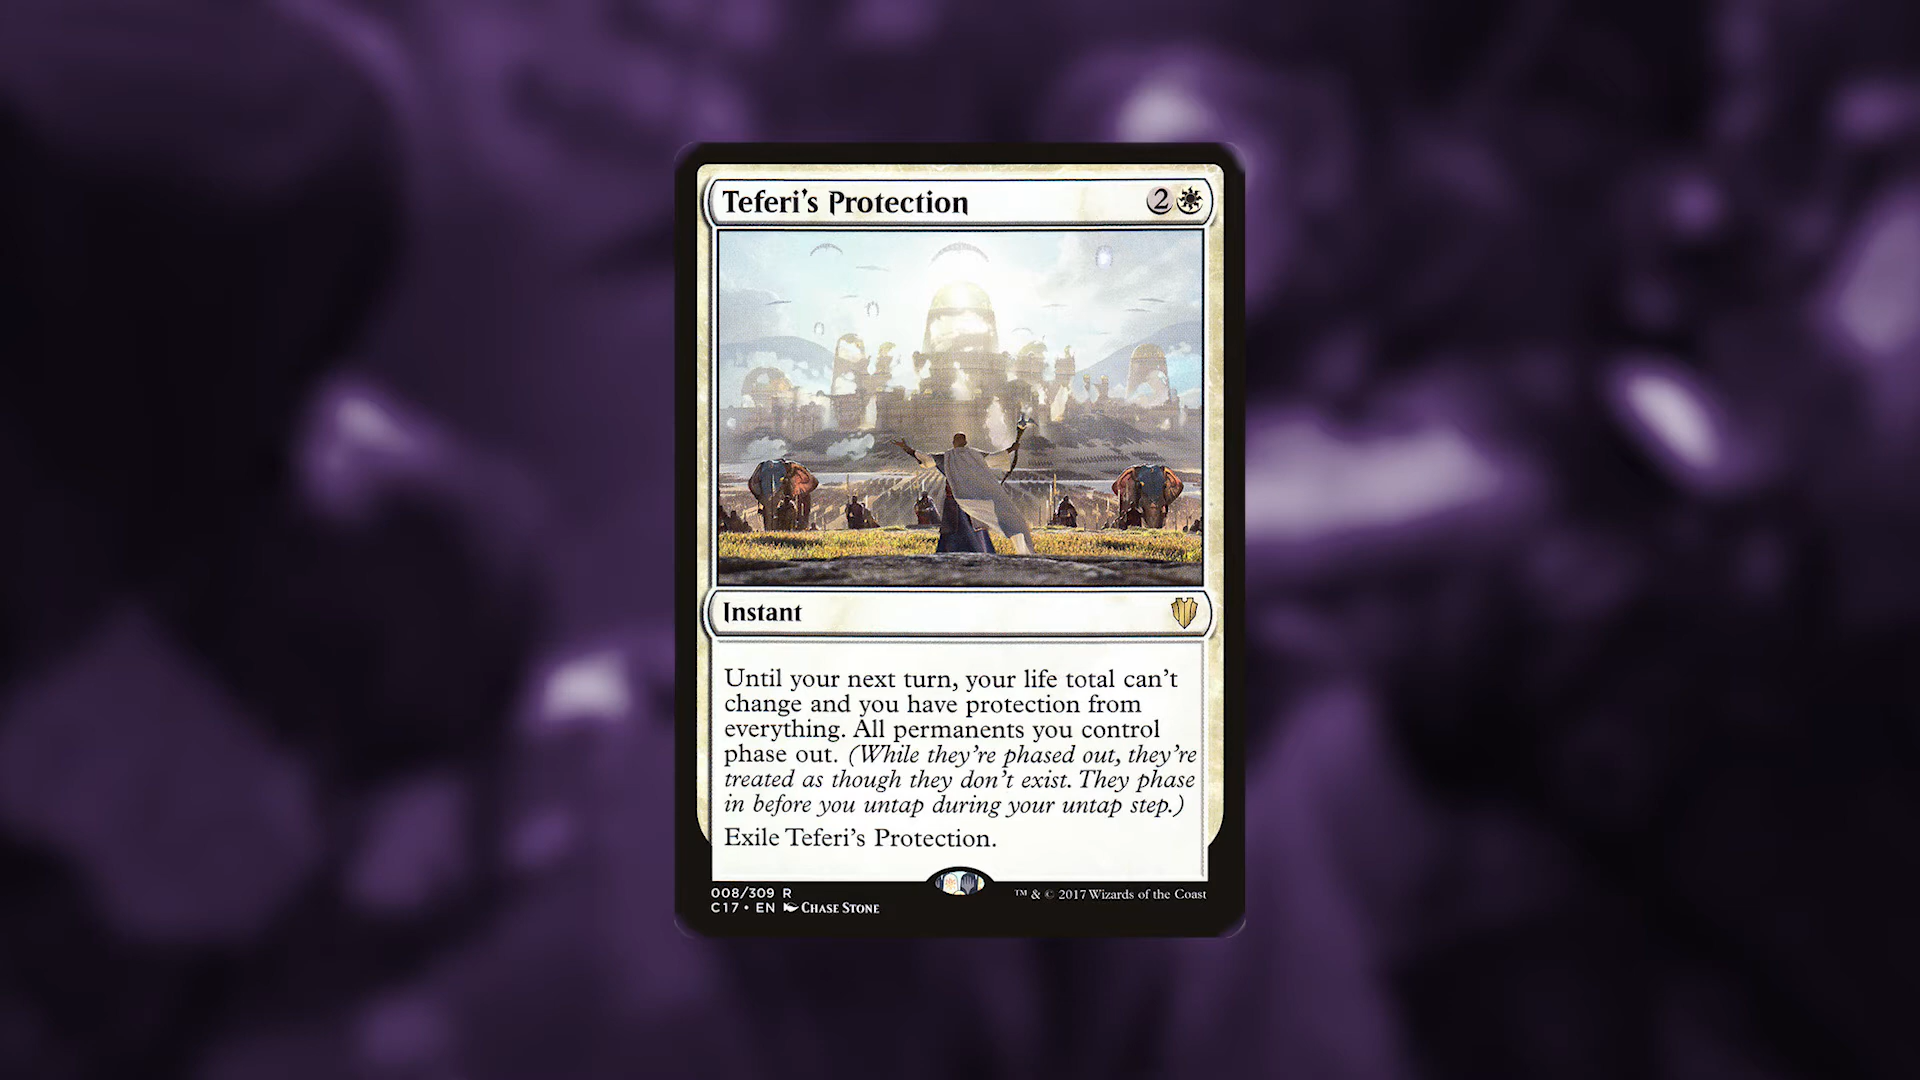 Teferi's Protection 2
Instant
Until your next turn, your life total can't
change and you have protection from
everything. All permanents you control
phase out. (While they're phased out, they're
treated as though they don't exist. They phase
in before you untap during your untap step.)
Exile Teferi's Protection.
008/309 R
C17 • EN Chase Stone
™ & © 2017 Wizards of the Coast